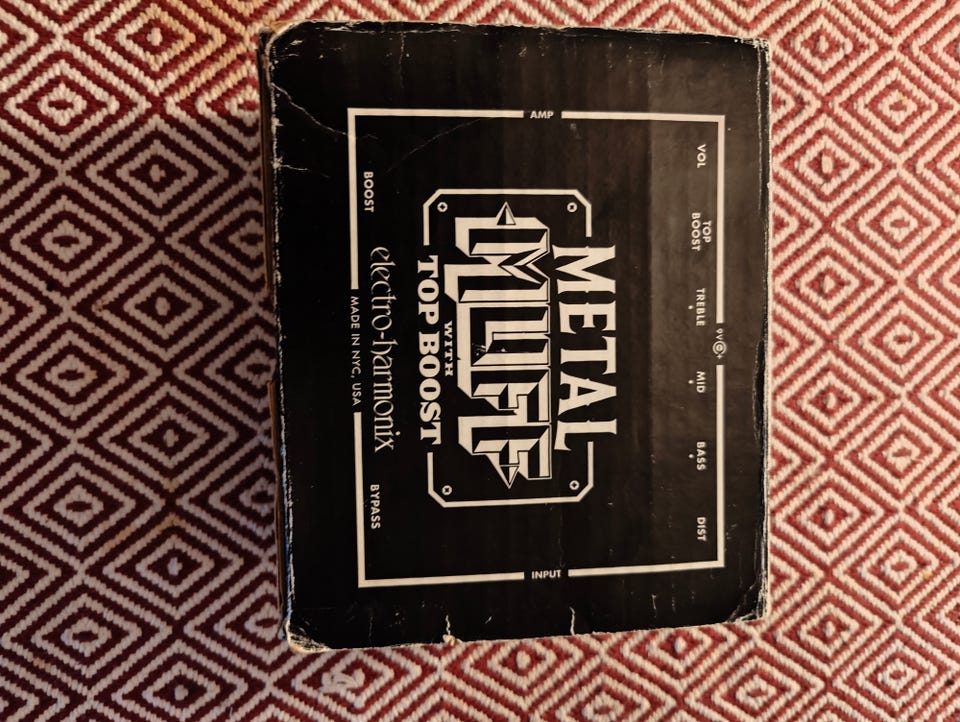 VOL TOP BOOST TREBLE MID BASS DIST
9V +
AMP
INPUT
METAL
MUFF
WITH
TOP BOOST
electro-harmonix
BOOST
BYPASS
MADE IN NYC, USA